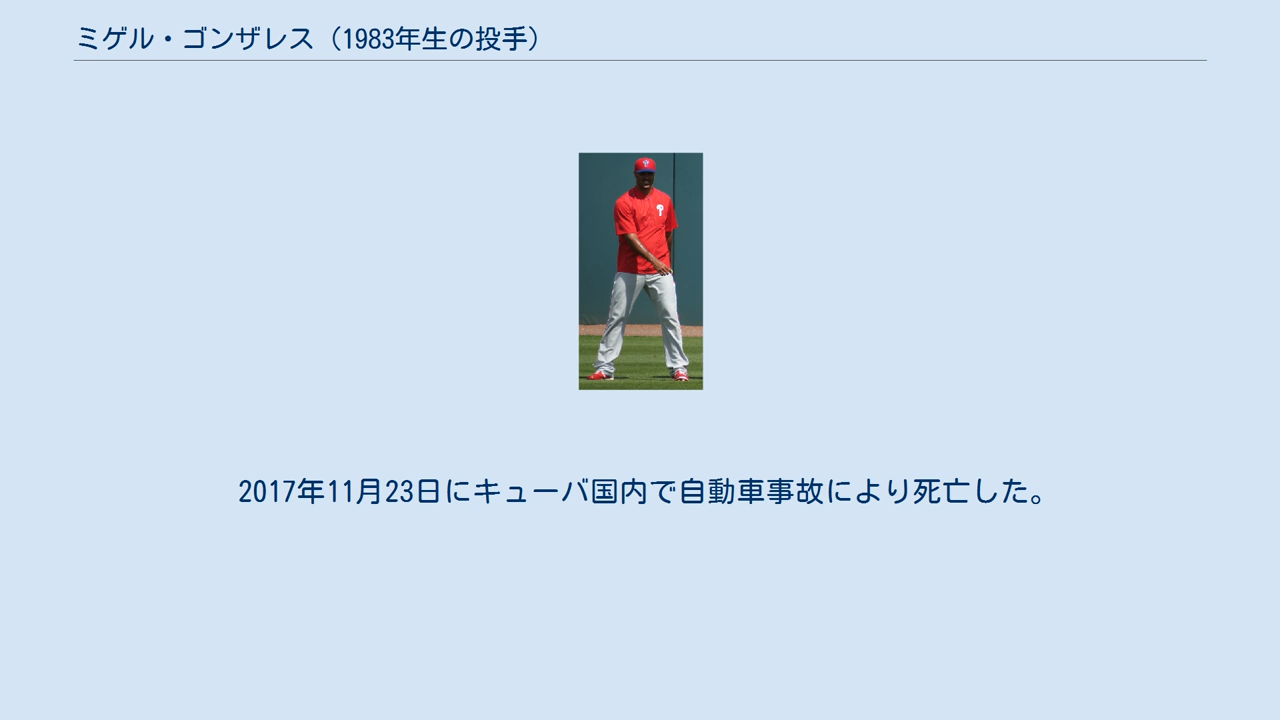 ミゲル・ゴンザレス（1983年生の投手）
2017年11月23日にキューバ国内で自動車事故により死亡した。